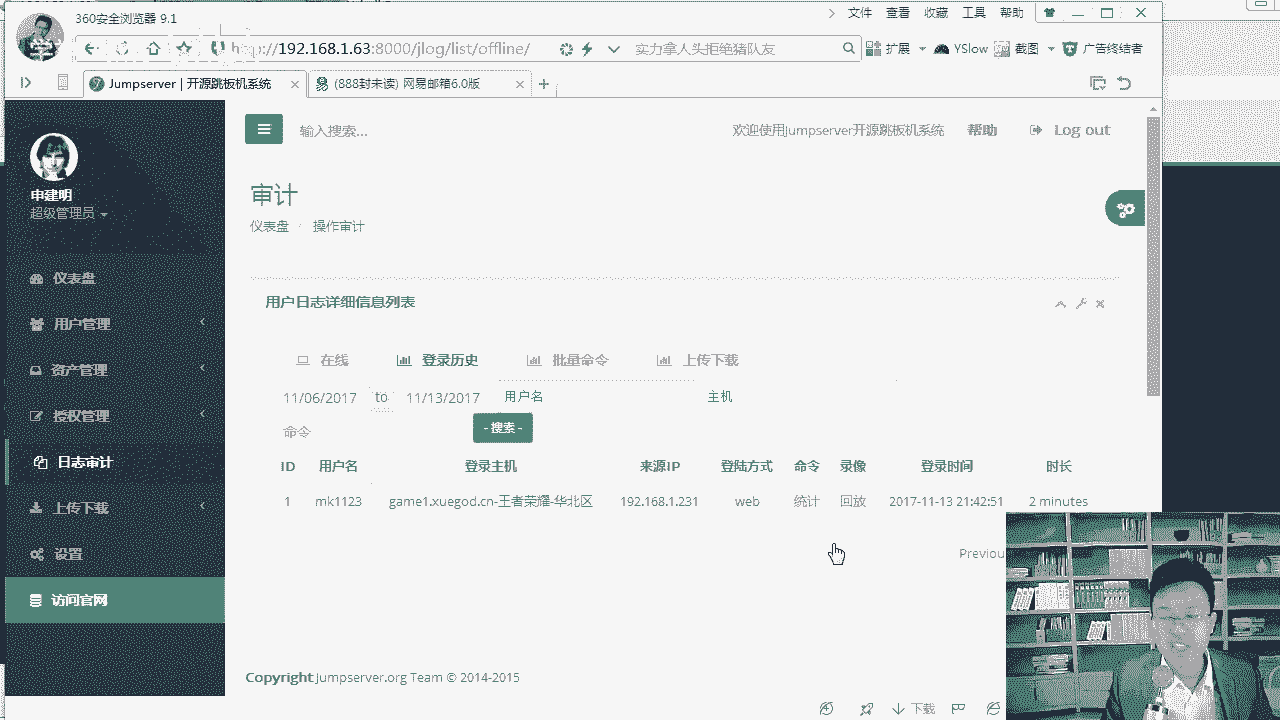 360安全浏览器 9.1
文件 查看 收藏 工具 帮助
http://192.168.1.63:8000/jlog/list/offline/
实力拿人头拒绝猪队友
扩展
YSlow
截图
广告终结者
Jumpserver | 开源跳板机系统
(888封未读) 网易邮箱6.0版
输入搜索...
欢迎使用Jumpserver开源跳板机系统
帮助
Log out
申建明
超级管理员
仪表盘
用户管理
资产管理
授权管理
日志审计
上传下载
设置
访问官网
审计
仪表盘
操作审计
用户日志详细信息列表
在线 登录历史 批量命令 上传下载
11/06/2017 to 11/13/2017 用户名 主机
命令 - 搜索 -
ID 用户名 登录主机 来源IP 登陆方式 命令 录像 登录时间 时长
1 mk1123 game1.xuegod.cn-王者荣耀-华北区 192.168.1.231 web 统计 回放 2017-11-13 21:42:51 2 minutes
Previou
Copyright Jumpserver.org Team © 2014-2015
下载